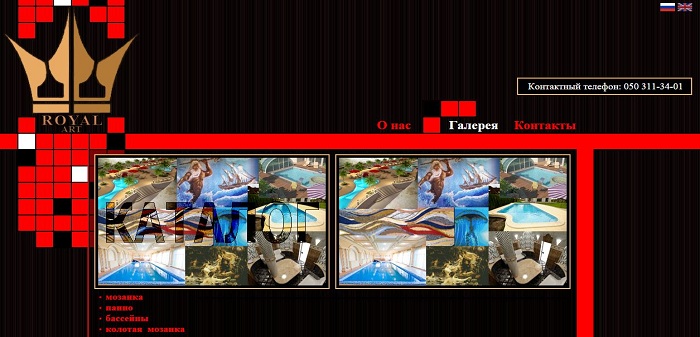 ROYAL
ART
Контактный телефон: 050 311-34-01
О нас Галерея Контакты
КАТАЛОГ
• мозаика
• панно
• бассейны
• колотая мозаика